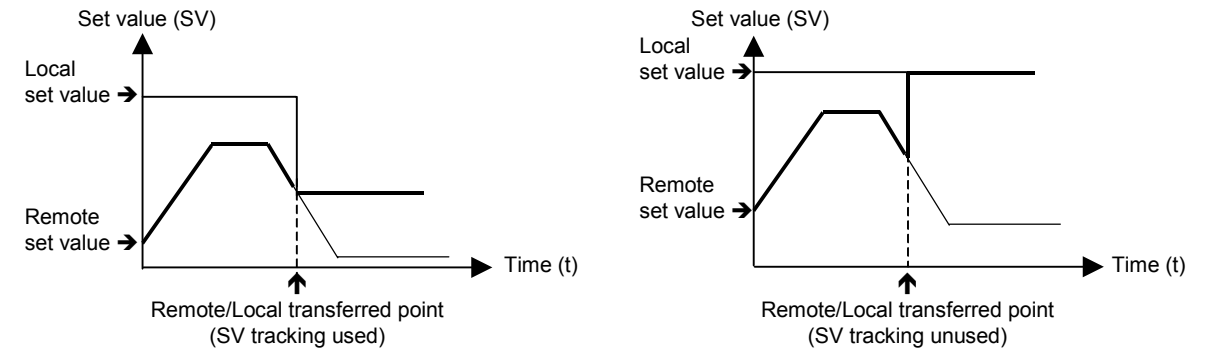 Set value (SV)
Local
set value ➔
Remote
set value ➔
Time (t)
Remote/Local transferred point
(SV tracking used)
Set value (SV)
Local
set value ➔
Remote
set value ➔
Time (t)
Remote/Local transferred point
(SV tracking unused)